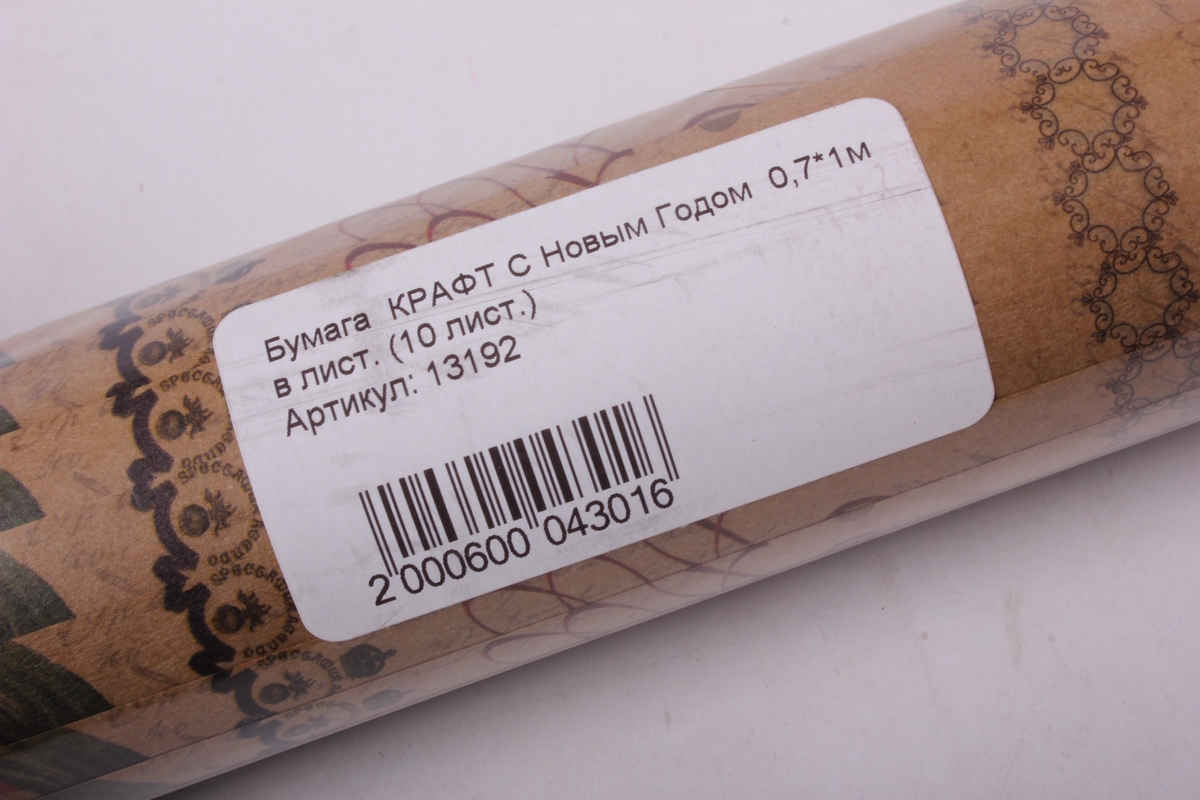 Бумага КРАФТ С Новым Годом 0,7*1м
в лист. (10 лист.)
Артикул: 13192
2 000600 043016